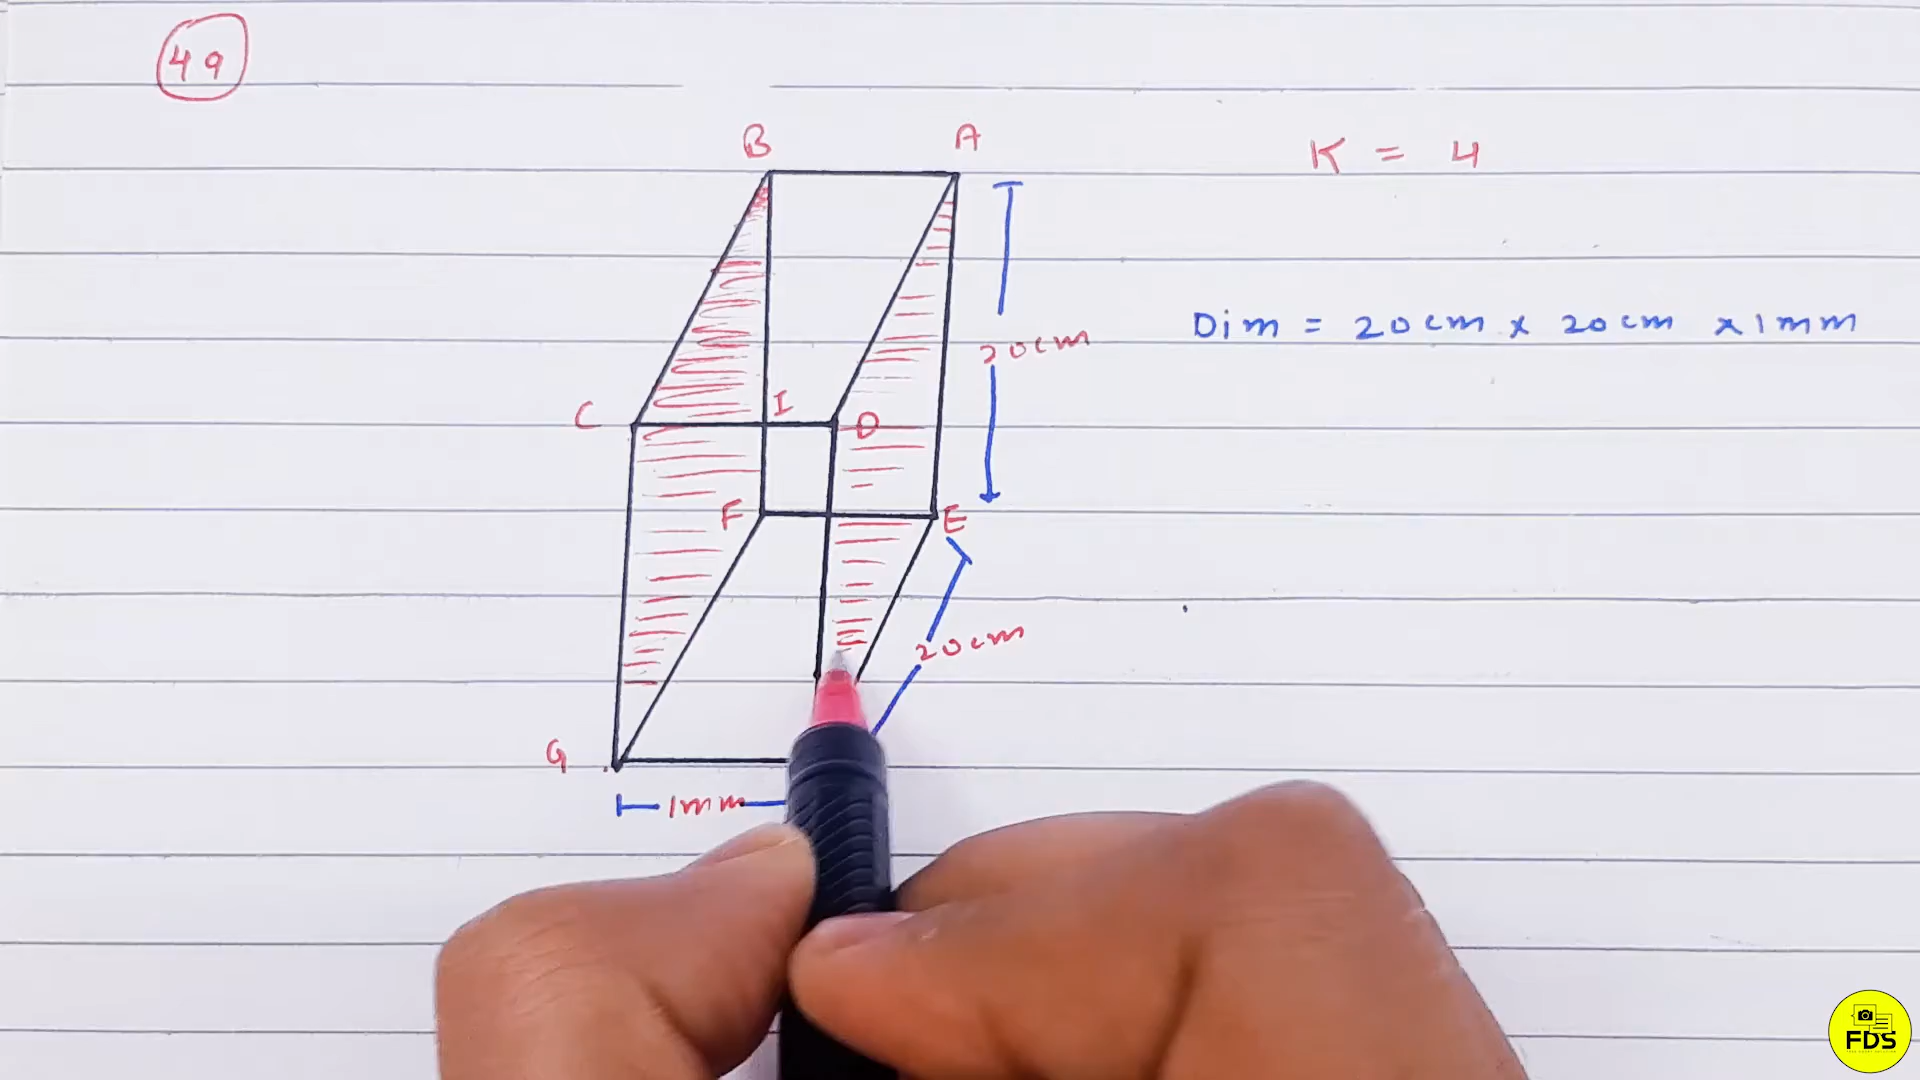 49
B A
K = 4
Dim = 20cm x 20cm x 1mm
20cm
C I D
F E
20cm
G
1mm
FDS